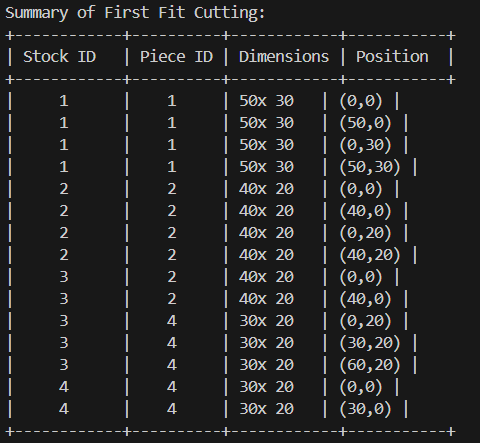 Summary of First Fit Cutting:
+------------+----------+------------+-----------+
| Stock ID   | Piece ID | Dimensions | Position  |
+------------+----------+------------+-----------+
|     1      |    1     | 50x 30   | (0,0) |
|     1      |    1     | 50x 30   | (50,0) |
|     1      |    1     | 50x 30   | (0,30) |
|     1      |    1     | 50x 30   | (50,30) |
|     2      |    2     | 40x 20   | (0,0) |
|     2      |    2     | 40x 20   | (40,0) |
|     2      |    2     | 40x 20   | (0,20) |
|     2      |    2     | 40x 20   | (40,20) |
|     3      |    2     | 40x 20   | (0,0) |
|     3      |    2     | 40x 20   | (40,0) |
|     3      |    4     | 30x 20   | (0,20) |
|     3      |    4     | 30x 20   | (30,20) |
|     3      |    4     | 30x 20   | (60,20) |
|     4      |    4     | 30x 20   | (0,0) |
|     4      |    4     | 30x 20   | (30,0) |
+------------+----------+------------+-----------+